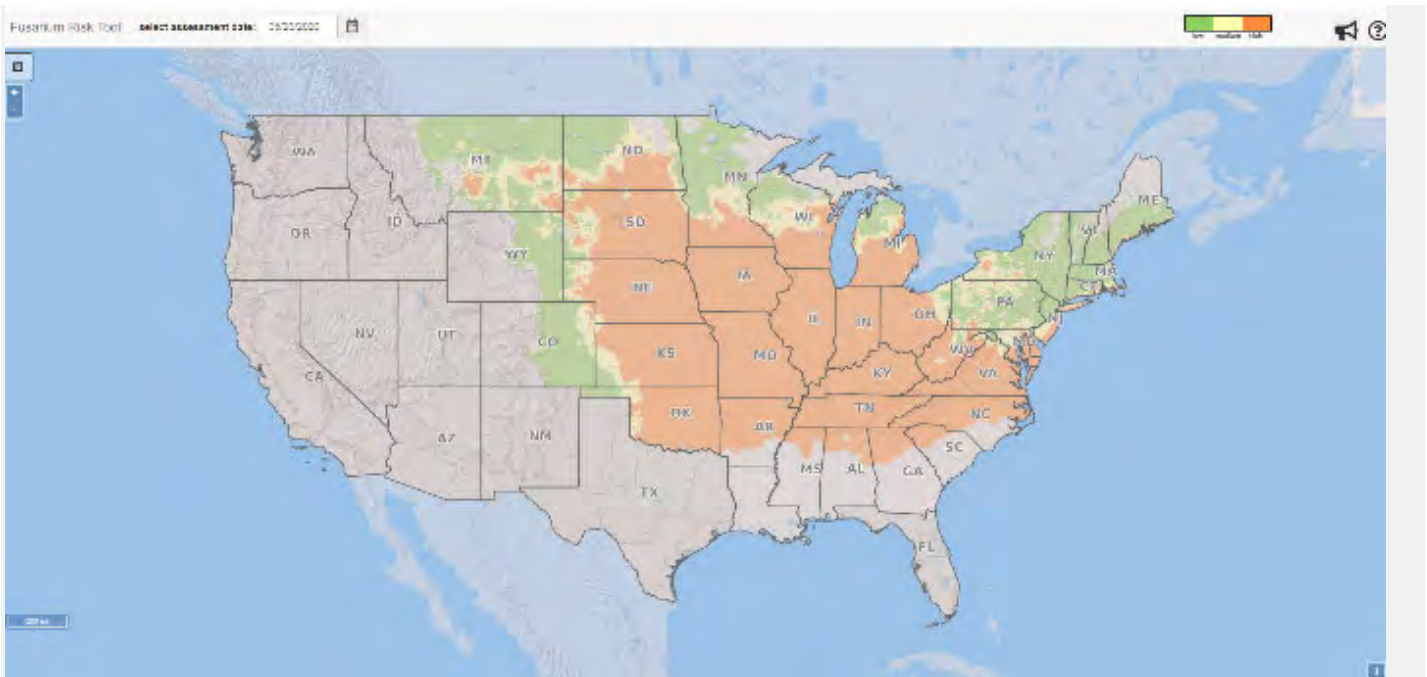 Fusarium Risk Tool select assessment date:
low medium high
WA
MT
ND
MN
ME
OR
ID
SD
WI
MI
VT
NY
WY
MA
CT
IA
NE
PA
NV
UT
CO
IL
IN
OH
NJ
MD
WV
KS
MO
KY
VA
CA
TN
NC
OK
AR
AZ
NM
SC
MS
AL
GA
TX
FL